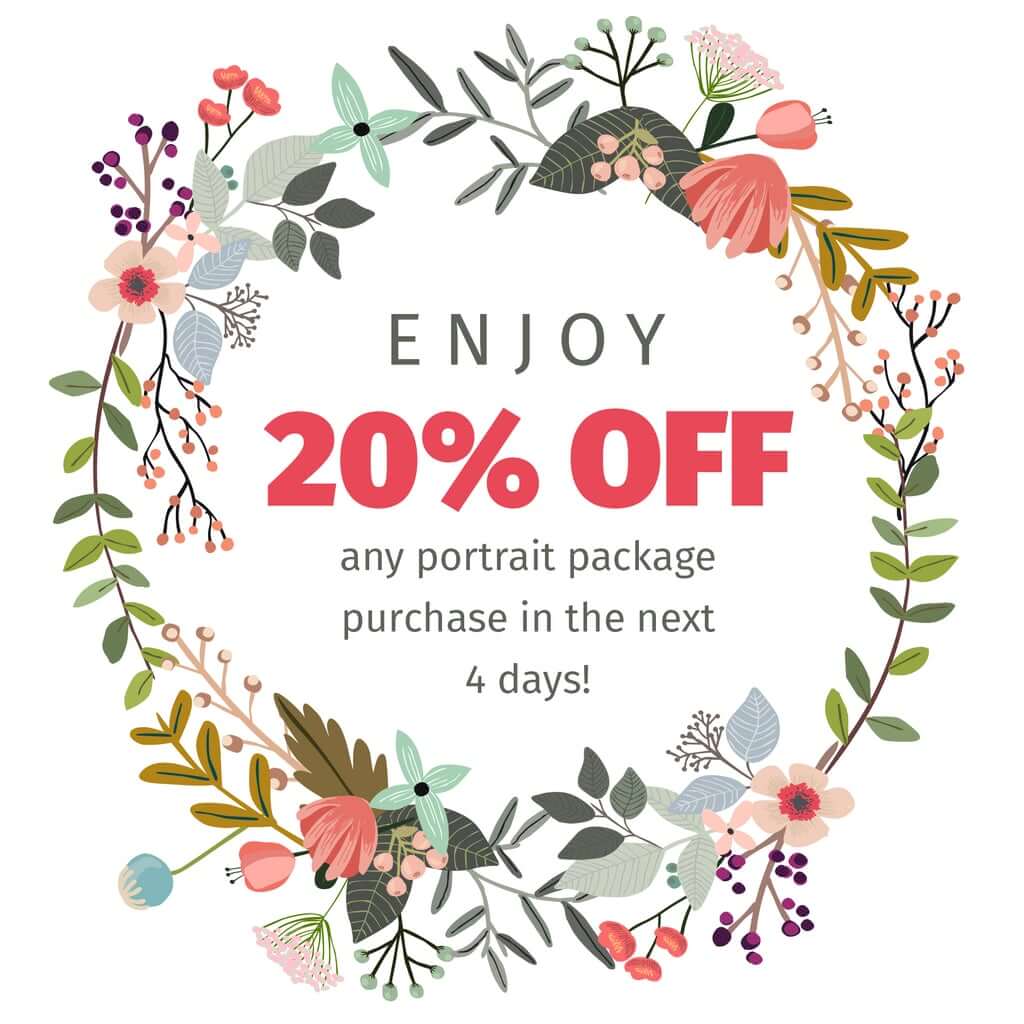 ENJOY
20% OFF
any portrait package
purchase in the next
4 days!